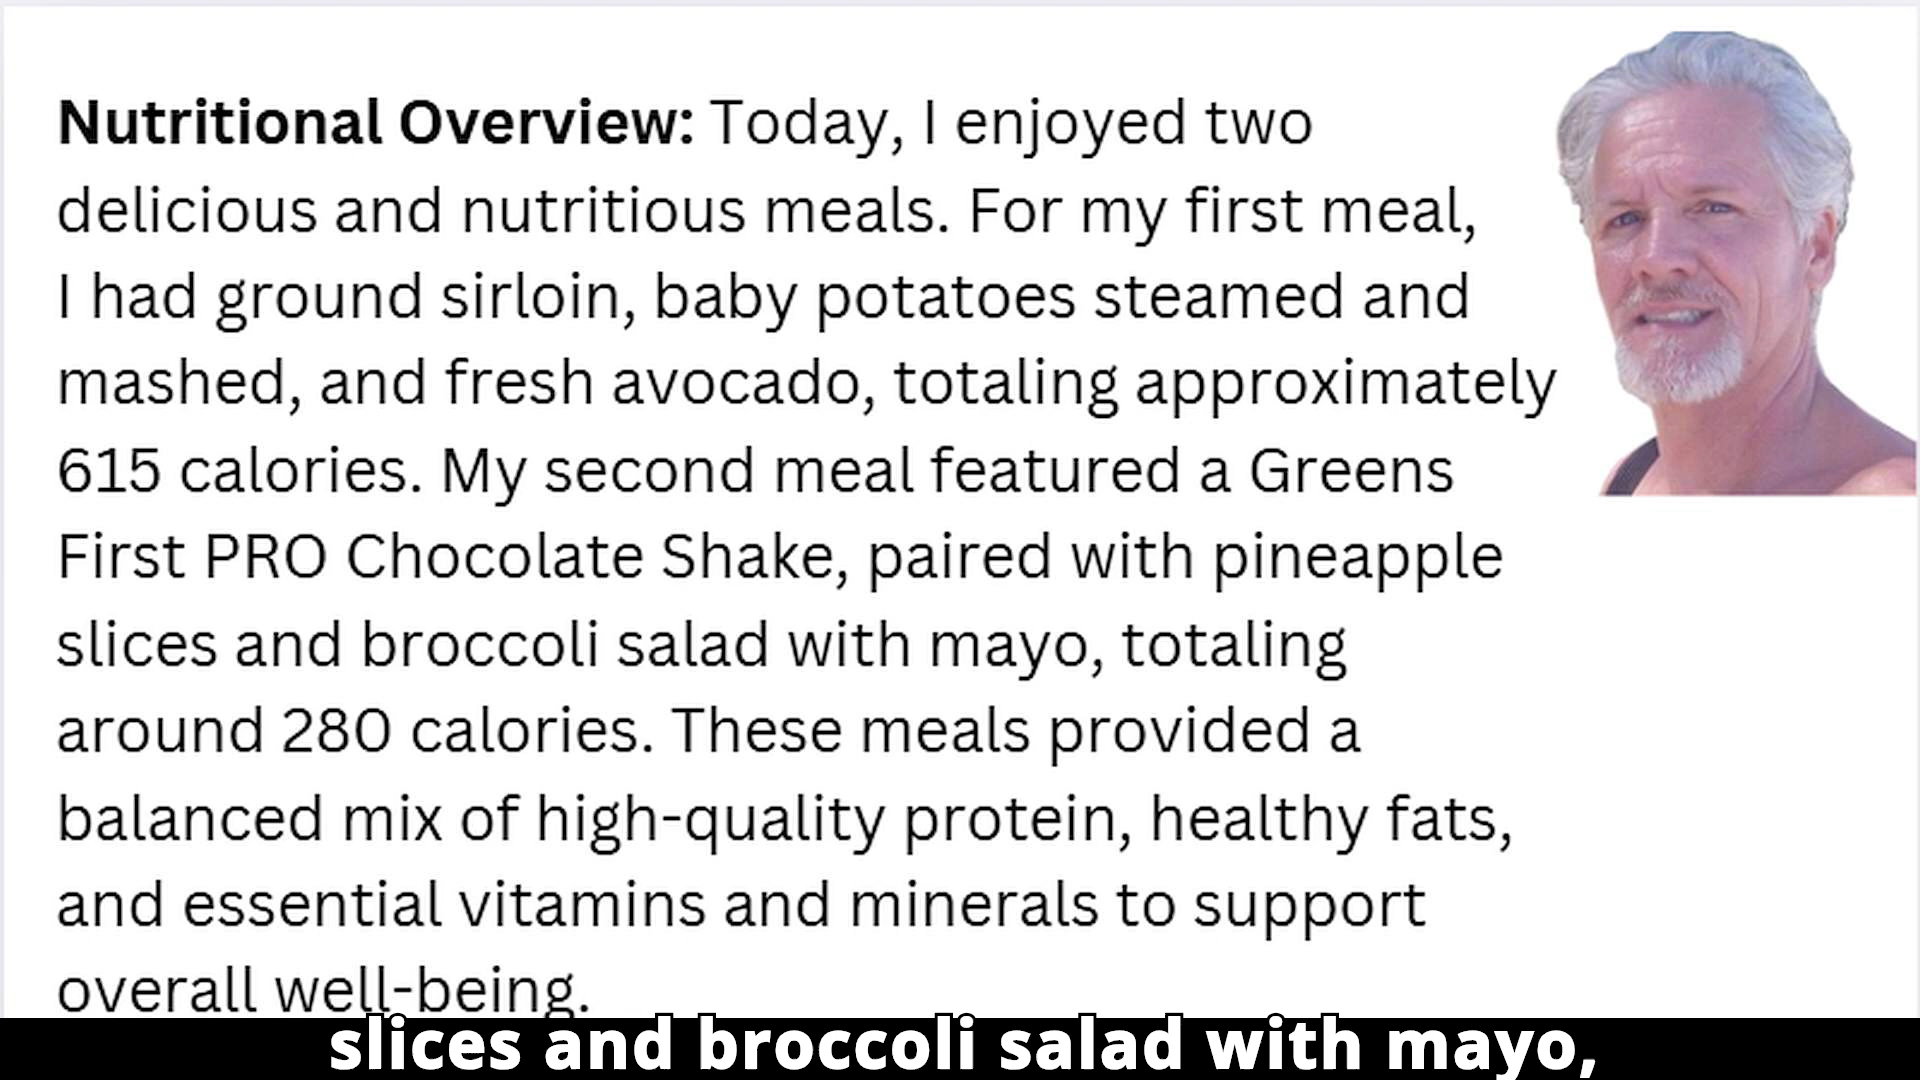 Nutritional Overview: Today, I enjoyed two
delicious and nutritious meals. For my first meal,
I had ground sirloin, baby potatoes steamed and
mashed, and fresh avocado, totaling approximately
615 calories. My second meal featured a Greens
First PRO Chocolate Shake, paired with pineapple
slices and broccoli salad with mayo, totaling
around 280 calories. These meals provided a
balanced mix of high-quality protein, healthy fats,
and essential vitamins and minerals to support
overall well-being.
slices and broccoli salad with mayo,